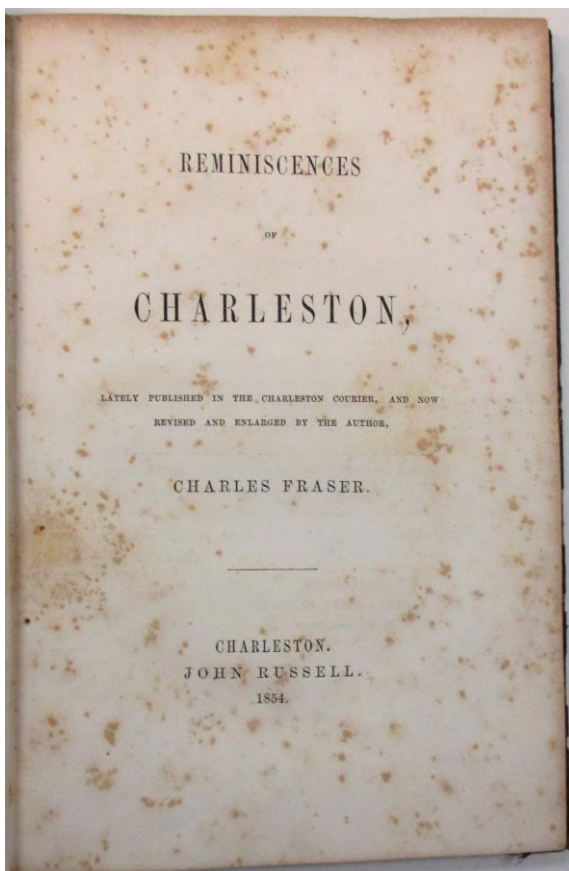 REMINISCENCES
OF
CHARLESTON,
LATELY PUBLISHED IN THE CHARLESTON COURIER, AND NOW
REVISED AND ENLARGED BY THE AUTHOR,
CHARLES FRASER.
CHARLESTON.
JOHN RUSSELL.
1854.